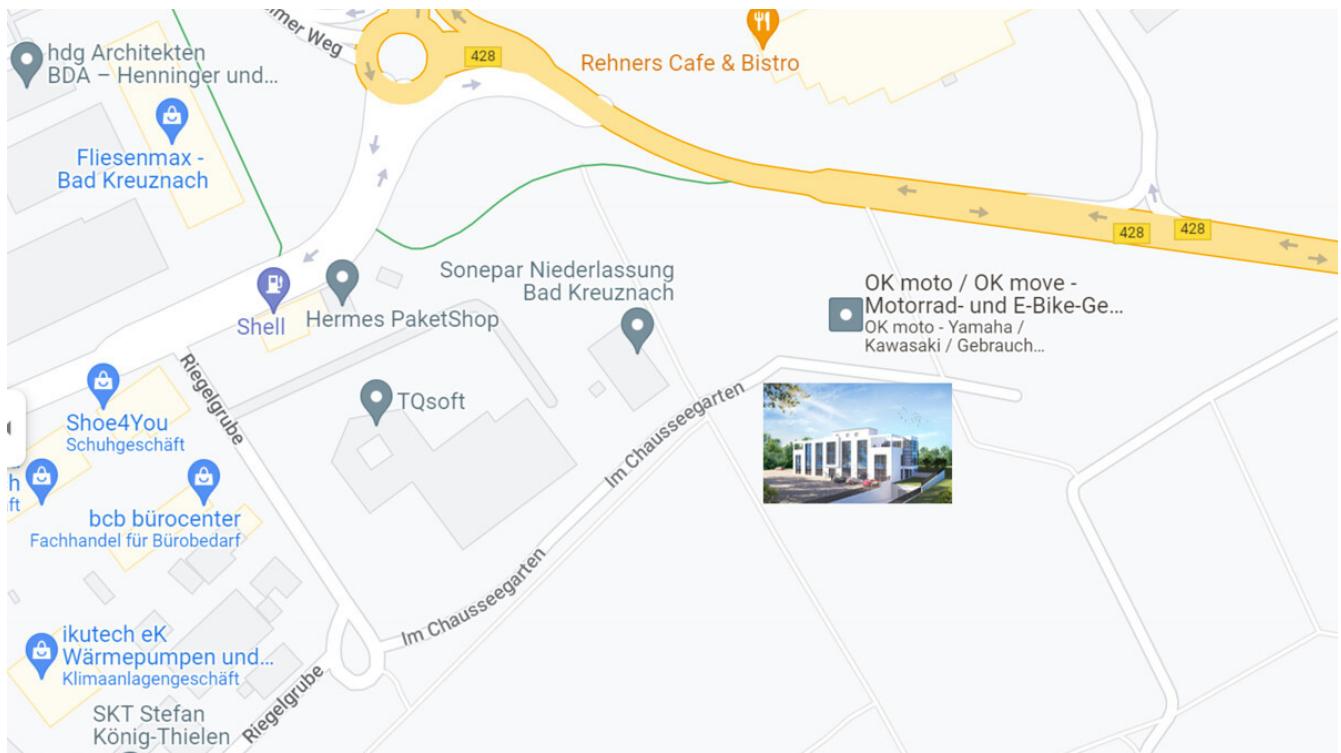 imer Weg
hdg Architekten
BDA – Henninger und...
428
Rehners Cafe & Bistro
Fliesenmax -
Bad Kreuznach
428
428
Sonepar Niederlassung
Bad Kreuznach
OK moto / OK move -
Motorrad- und E-Bike-Ge...
OK moto - Yamaha /
Kawasaki / Gebrauch...
Shell
Hermes PaketShop
Riegelgrube
TQsoft
Shoe4You
Schuhgeschäft
Im Chausseegarten
h
ft
bcb bürocenter
Fachhandel für Bürobedarf
Im Chausseegarten
ikutech eK
Wärmepumpen und...
Klimaanlagengeschäft
Riegelgrube
SKT Stefan
König-Thielen